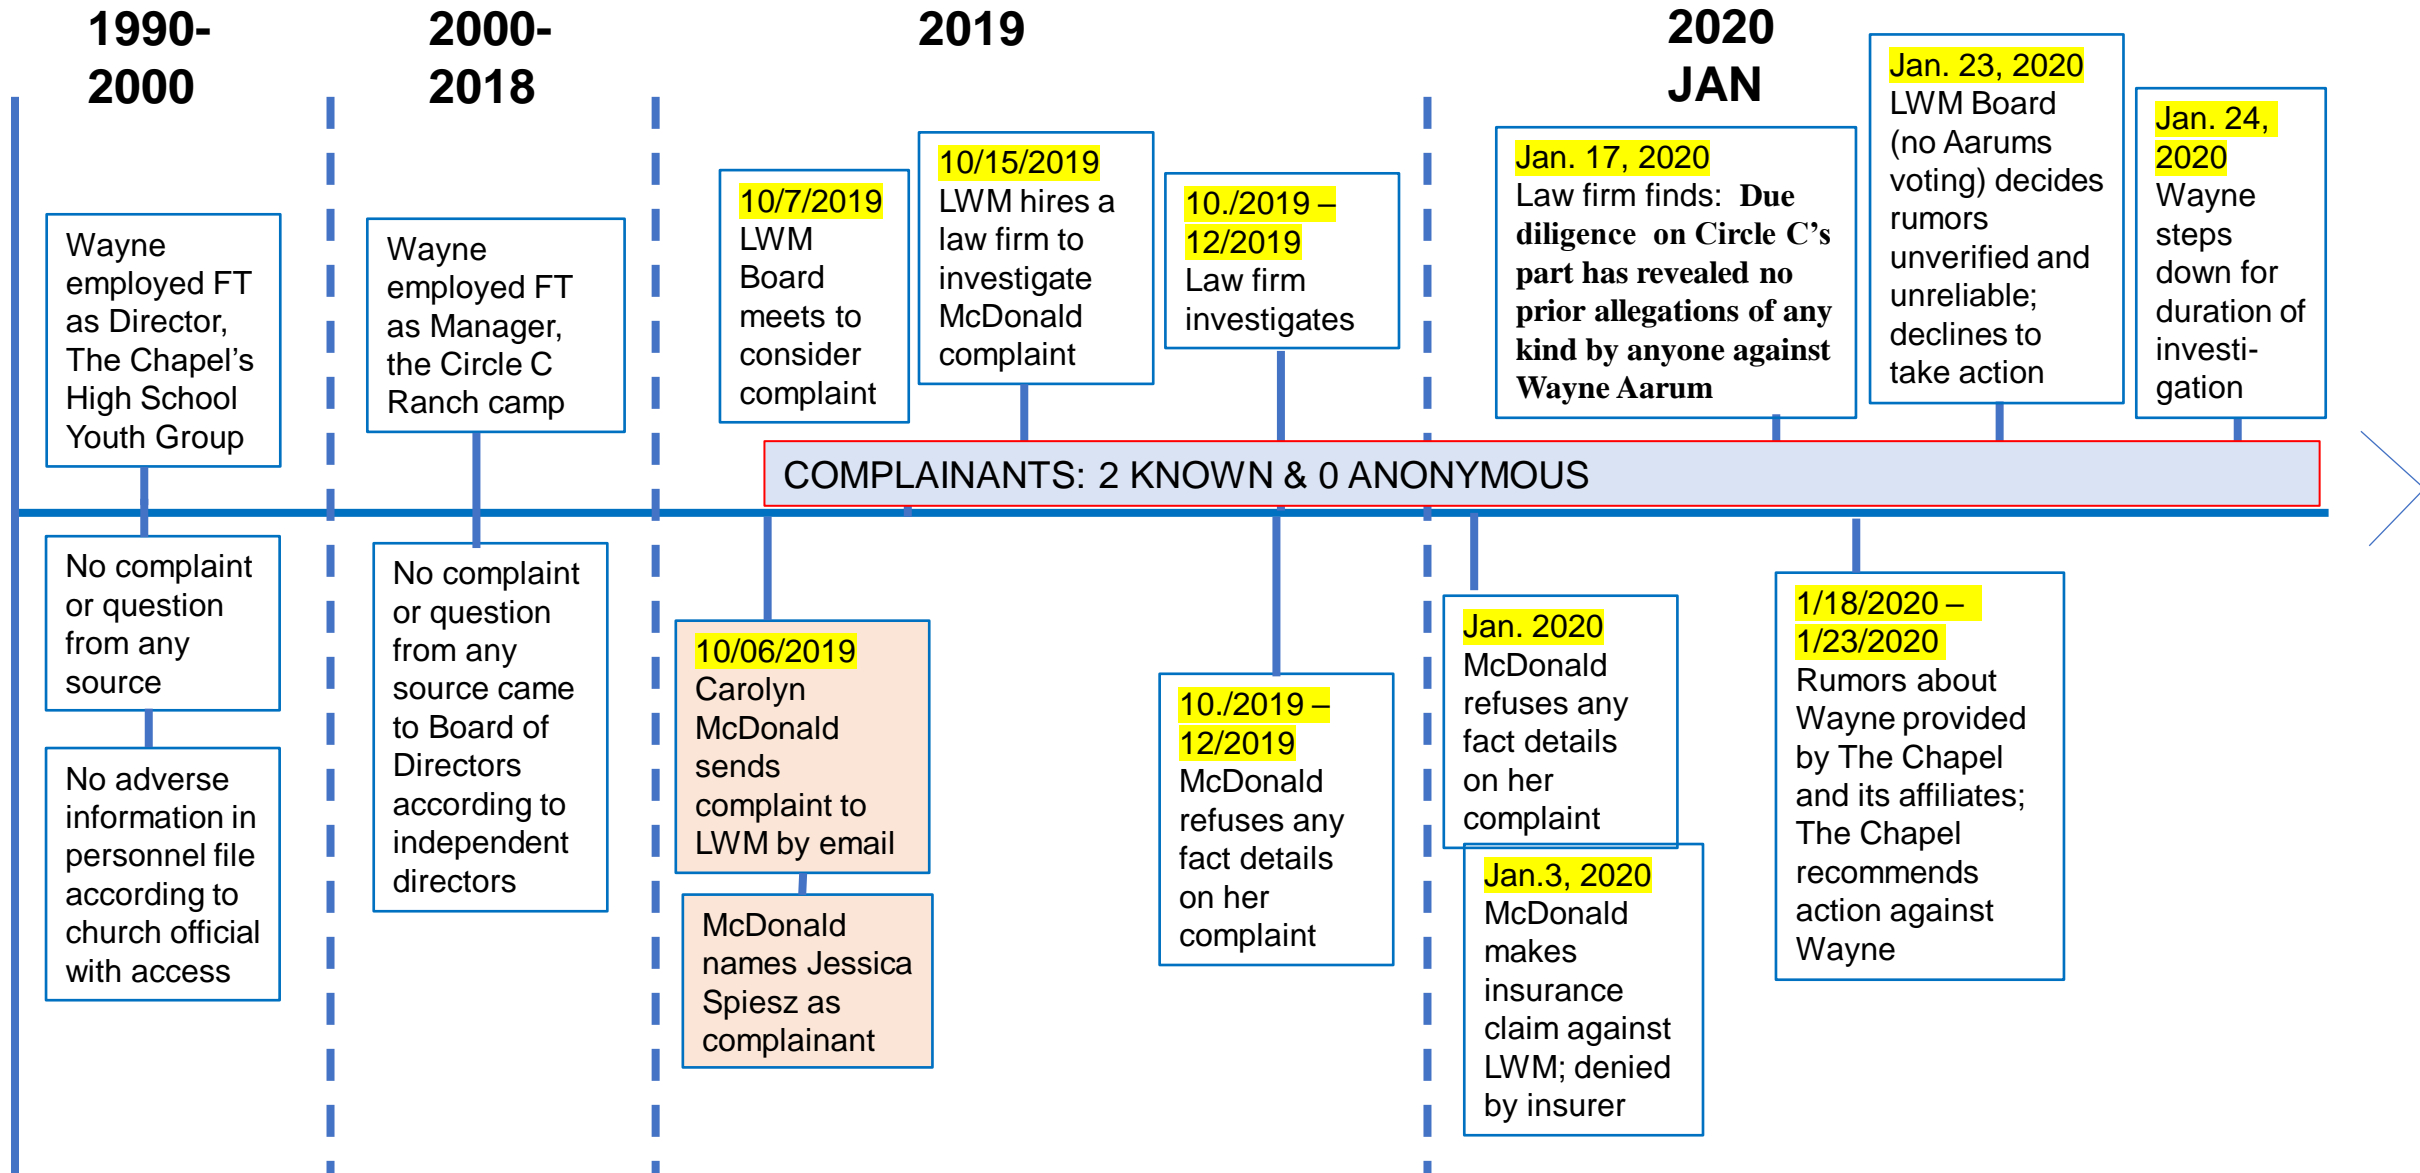 1990-
2000
2000-
2018
2019
2020
JAN
Wayne
employed FT
as Director,
The Chapel’s
High School
Youth Group
Wayne
employed FT
as Manager,
the Circle C
Ranch camp
10/7/2019
LWM
Board
meets to
consider
complaint
10/15/2019
LWM hires a
law firm to
investigate
McDonald
complaint
10./2019 –
12/2019
Law firm
investigates
Jan. 17, 2020
Law firm finds: Due
diligence on Circle C’s
part has revealed no
prior allegations of any
kind by anyone against
Wayne Aarum
Jan. 23, 2020
LWM Board
(no Aarums
voting) decides
rumors
unverified and
unreliable;
declines to
take action
Jan. 24,
2020
Wayne
steps
down for
duration of
investi-
gation
COMPLAINANTS: 2 KNOWN & 0 ANONYMOUS
No complaint
or question
from any
source
No adverse
information in
personnel file
according to
church official
with access
No complaint
or question
from any
source came
to Board of
Directors
according to
independent
directors
10/06/2019
Carolyn
McDonald
sends
complaint to
LWM by email
McDonald
names Jessica
Spiesz as
complainant
10./2019 –
12/2019
McDonald
refuses any
fact details
on her
complaint
Jan. 2020
McDonald
refuses any
fact details
on her
complaint
Jan.3, 2020
McDonald
makes
insurance
claim against
LWM; denied
by insurer
1/18/2020 –
1/23/2020
Rumors about
Wayne provided
by The Chapel
and its affiliates;
The Chapel
recommends
action against
Wayne